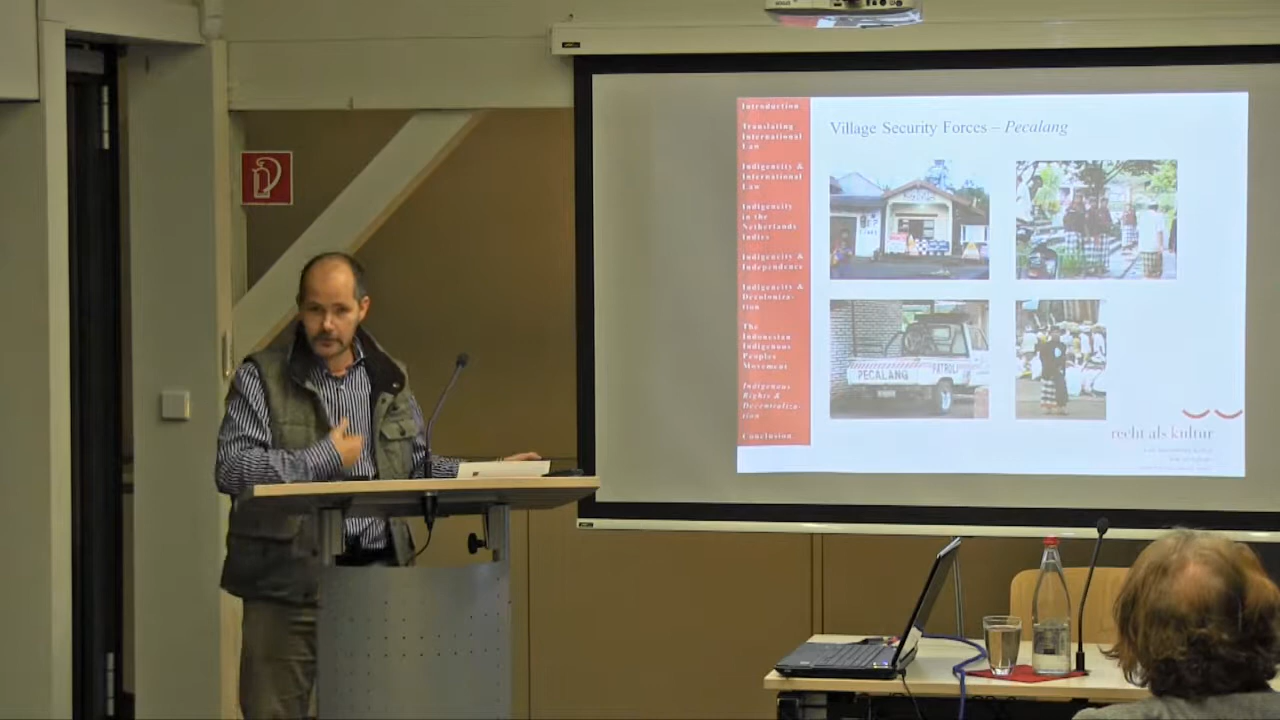 Introduction
Translating
International
Law
Indigeneity &
International
Law
Indigeneity
in the
Netherlands
Indies
Indigeneity &
Independence
Indigeneity &
Decoloniza-
tion
The
Indonesian
Indigenous
Peoples
Movement
Indigenous
Rights &
Decentraliza-
tion
Conclusion
Village Security Forces – Pecalang
PECALANG PATROLI
recht als kultur